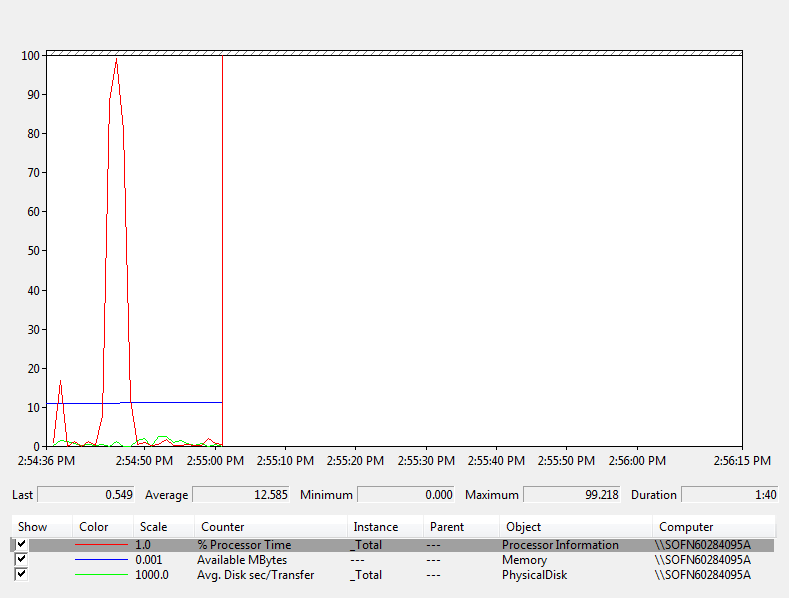 100
90
80
70
60
50
40
30
20
10
0
2:54:36 PM 2:54:50 PM 2:55:00 PM 2:55:10 PM 2:55:20 PM 2:55:30 PM 2:55:40 PM 2:55:50 PM 2:56:00 PM 2:56:15 PM
Last 0.549 Average 12.585 Minimum 0.000 Maximum 99.218 Duration 1:40
Show Color Scale Counter Instance Parent Object Computer
1.0 % Processor Time _Total --- Processor Information \\SOFN60284095A
0.001 Available MBytes --- --- Memory \\SOFN60284095A
1000.0 Avg. Disk sec/Transfer _Total --- PhysicalDisk \\SOFN60284095A